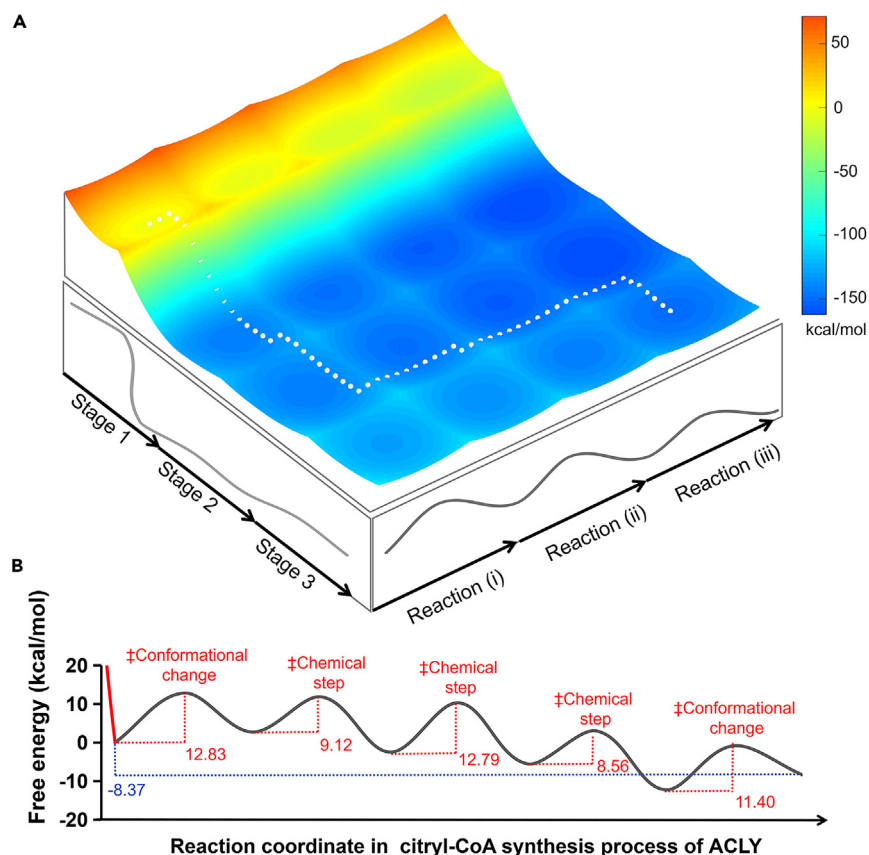 A
50
0
-50
-100
-150
kcal/mol
Stage 1
Stage 2
Stage 3
Reaction (i)
Reaction (ii)
Reaction (iii)
B
Free energy (kcal/mol)
20
10
0
-10
-20
‡Conformational
change
‡Chemical
step
‡Chemical
step
‡Chemical
step
‡Conformational
change
12.83
9.12
12.79
8.56
11.40
-8.37
Reaction coordinate in citryl-CoA synthesis process of ACLY